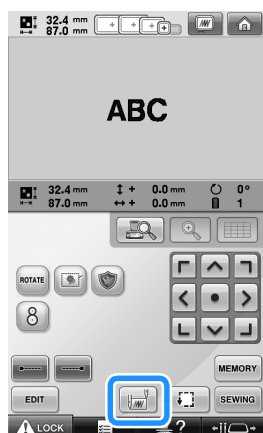 32.4 mm
87.0 mm
ABC
32.4 mm + 0.0 mm 0°
87.0 mm + 0.0 mm 1
ROTATE
8
MEMORY
EDIT
SEWING
LOCK ?